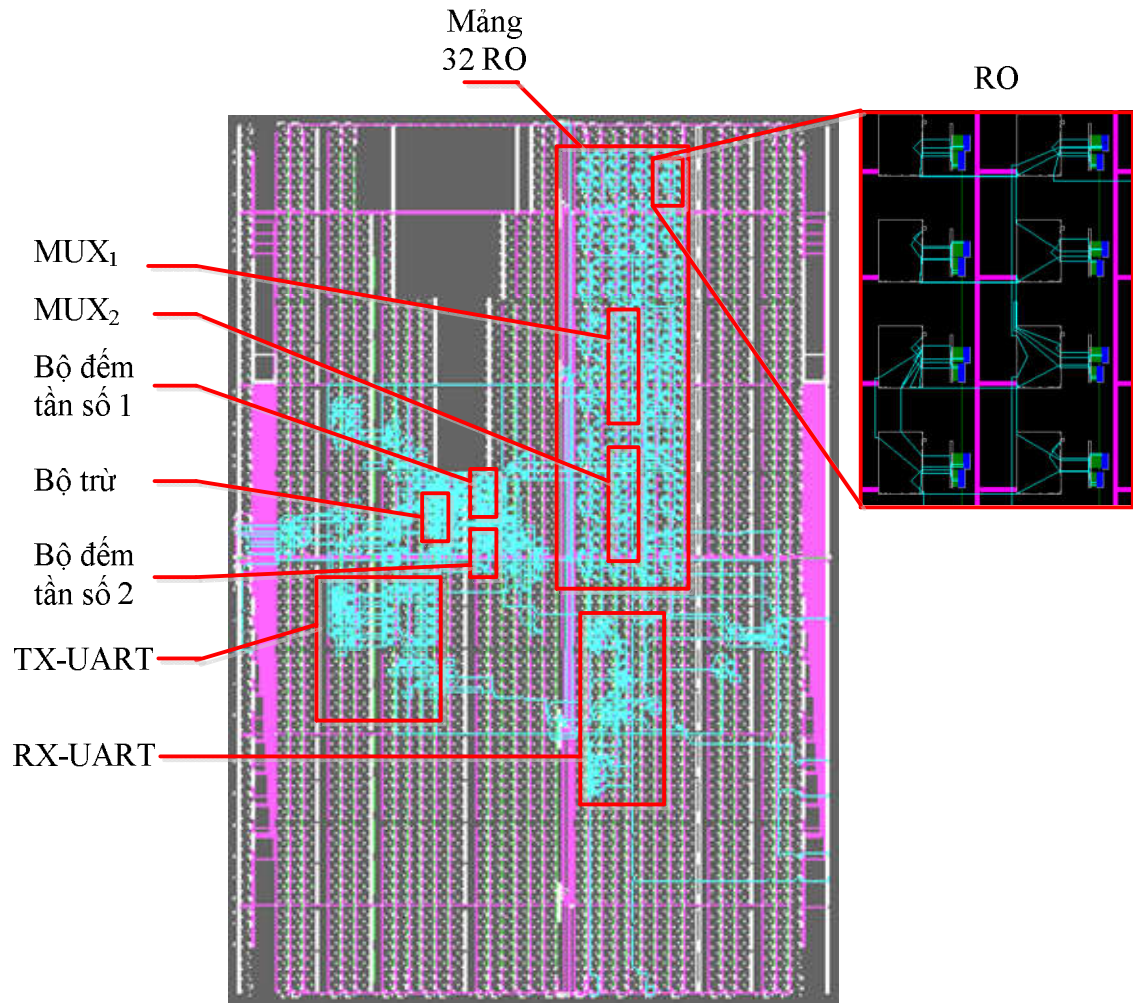 Mảng
32 RO
RO
MUX₁
MUX₂
Bộ đếm
tần số 1
Bộ trừ
Bộ đếm
tần số 2
TX-UART
RX-UART